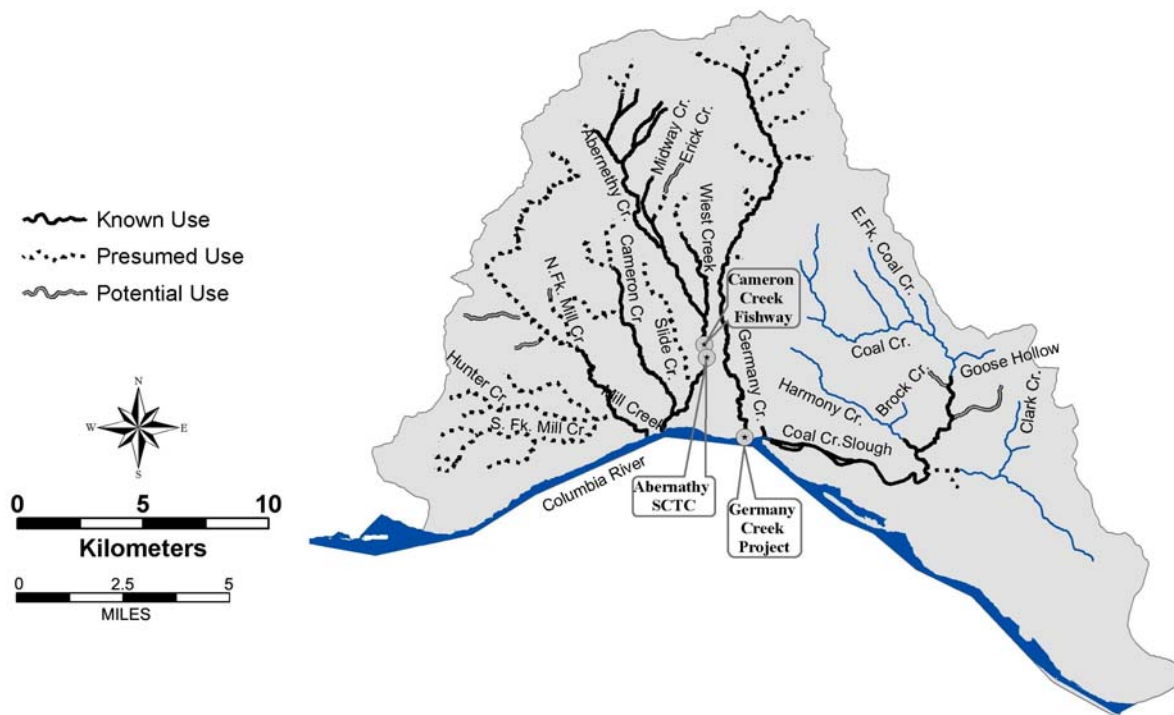 Known Use
Presumed Use
Potential Use
N
W
E
S
0
5
10
Kilometers
0
2.5
5
MILES
Abernethy Cr.
Midway Cr.
Erick Cr.
Wiest Creek
Cameron Cr.
Slide Cr.
N.Fk. Mill Cr.
Hunter Cr.
S. Fk. Mill Cr.
Mill Creek
Germany Cr.
Cameron
Creek
Fishway
E.Fk. Coal Cr.
Coal Cr.
Goose Hollow
Brock Cr.
Harmony Cr.
Clark Cr.
Coal Cr.Slough
Columbia River
Abernathy
SCTC
Germany
Creek
Project